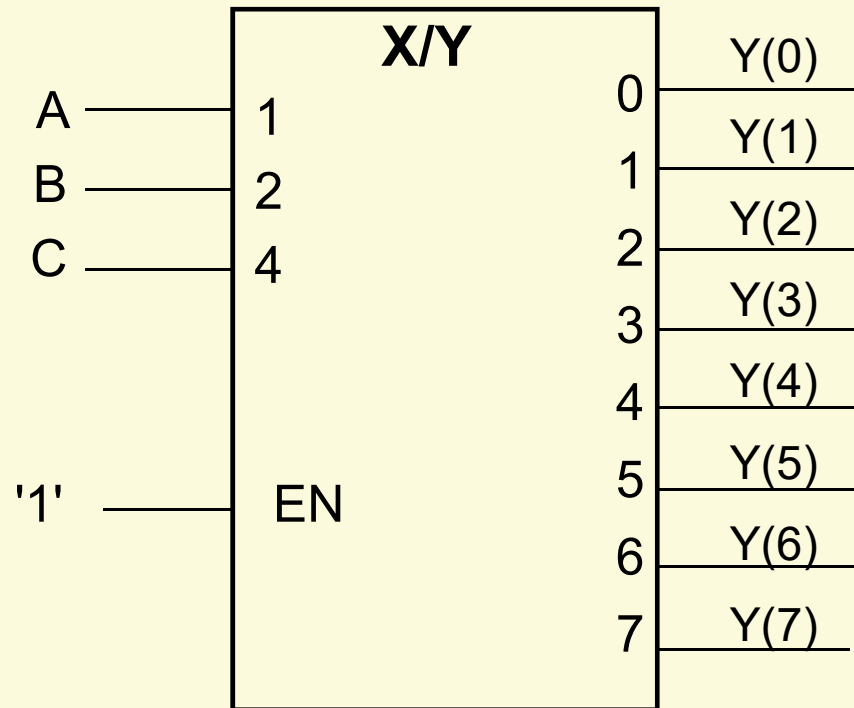 X/Y
A
1
B
2
C
4
'1'
EN
0
Y(0)
1
Y(1)
2
Y(2)
3
Y(3)
4
Y(4)
5
Y(5)
6
Y(6)
7
Y(7)